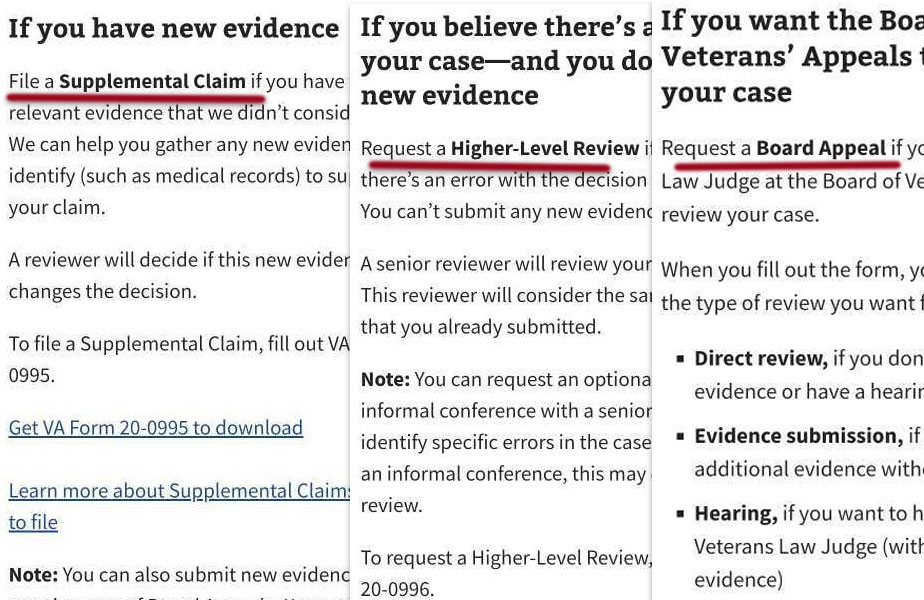 If you have new evidence
File a Supplemental Claim if you have
relevant evidence that we didn't consid
We can help you gather any new eviden
identify (such as medical records) to su
your claim.
A reviewer will decide if this new eviden
changes the decision.
To file a Supplemental Claim, fill out VA
0995.
Get VA Form 20-0995 to download
Learn more about Supplemental Claims
to file
Note: You can also submit new evidenc
If you believe there's a
your case—and you do
new evidence
Request a Higher-Level Review if
there's an error with the decision
You can't submit any new evidenc
A senior reviewer will review your
This reviewer will consider the sa
that you already submitted.
Note: You can request an optiona
informal conference with a senior
identify specific errors in the case
an informal conference, this may
review.
To request a Higher-Level Review,
20-0996.
If you want the Boa
Veterans' Appeals t
your case
Request a Board Appeal if yo
Law Judge at the Board of Ve
review your case.
When you fill out the form, yo
the type of review you want f
Direct review, if you don
evidence or have a hearin
Evidence submission, if
additional evidence witho
Hearing, if you want to h
Veterans Law Judge (with
evidence)